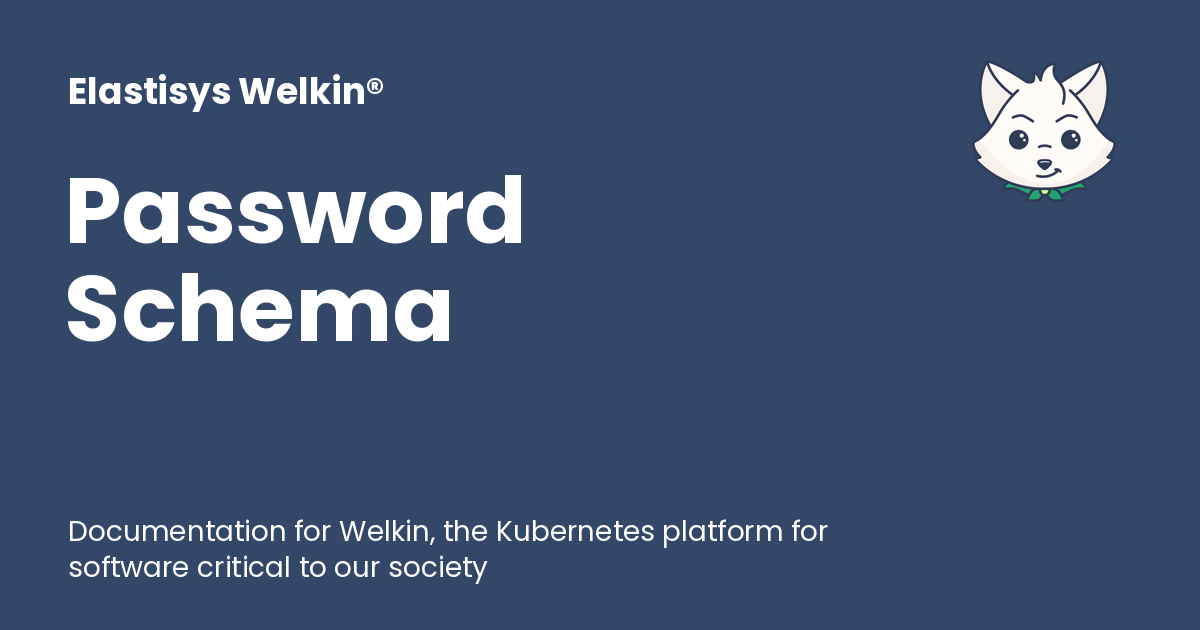 Elastisys Welkin®
Password
Schema
Documentation for Welkin, the Kubernetes platform for
software critical to our society